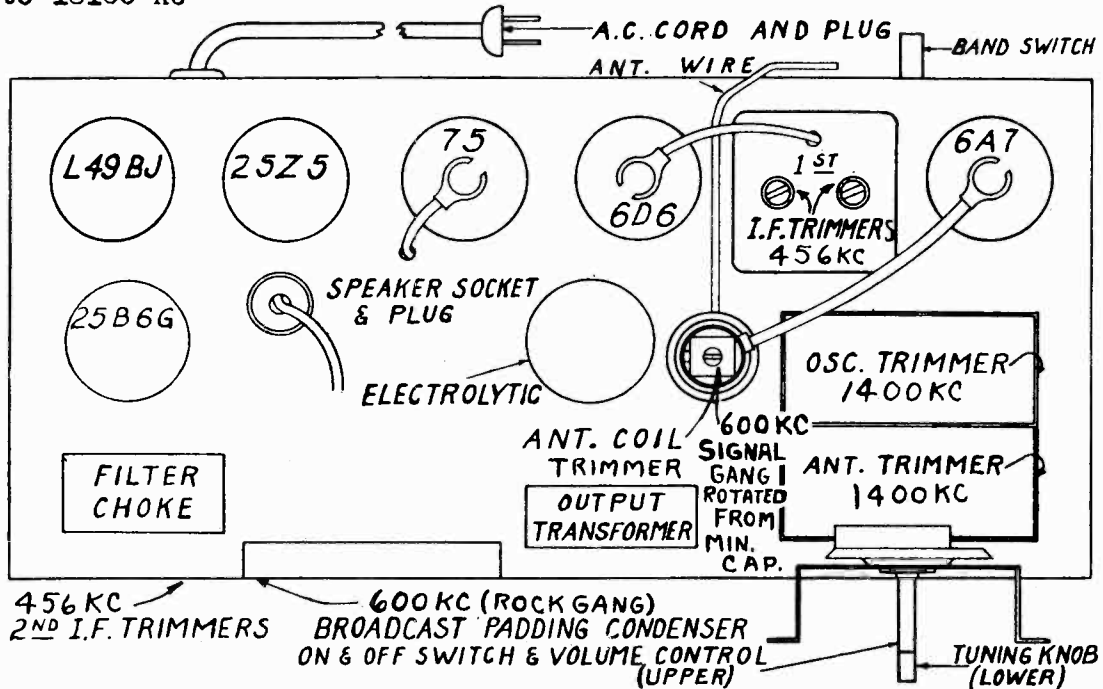 to 18100 KC
A.C. CORD AND PLUG
BAND SWITCH
ANT. WIRE
L49BJ
25Z5
75
6D6
1ST
I.F. TRIMMERS
456KC
6A7
25B6G
SPEAKER SOCKET
& PLUG
ELECTROLYTIC
OSC. TRIMMER
1400KC
ANT. COIL
TRIMMER
600KC
SIGNAL
GANG
ROTATED
FROM
MIN.
CAP.
ANT. TRIMMER
1400KC
FILTER
CHOKE
OUTPUT
TRANSFORMER
456KC
2ND I.F. TRIMMERS
600KC (ROCK GANG)
BROADCAST PADDING CONDENSER
ON & OFF SWITCH & VOLUME CONTROL
(UPPER)
TUNING KNOB
(LOWER)